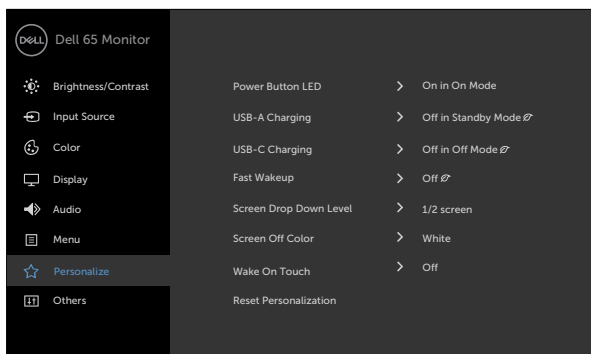 DELL Dell 65 Monitor
Brightness/Contrast
Input Source
Color
Display
Audio
Menu
Personalize
Others
Power Button LED > On in On Mode
USB-A Charging > Off in Standby Mode
USB-C Charging > Off in Off Mode
Fast Wakeup > Off
Screen Drop Down Level > 1/2 screen
Screen Off Color > White
Wake On Touch > Off
Reset Personalization